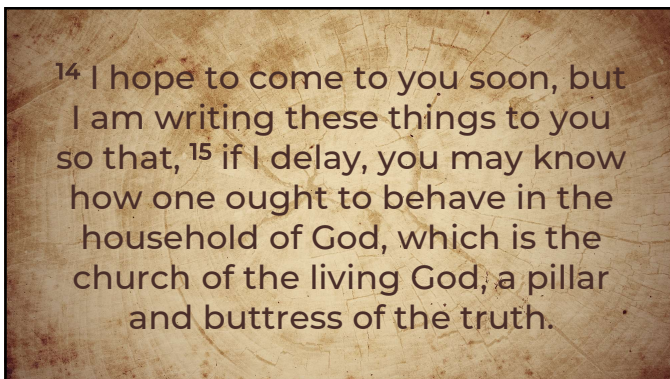 ¹⁴ I hope to come to you soon, but
I am writing these things to you
so that, ¹⁵ if I delay, you may know
how one ought to behave in the
household of God, which is the
church of the living God, a pillar
and buttress of the truth.